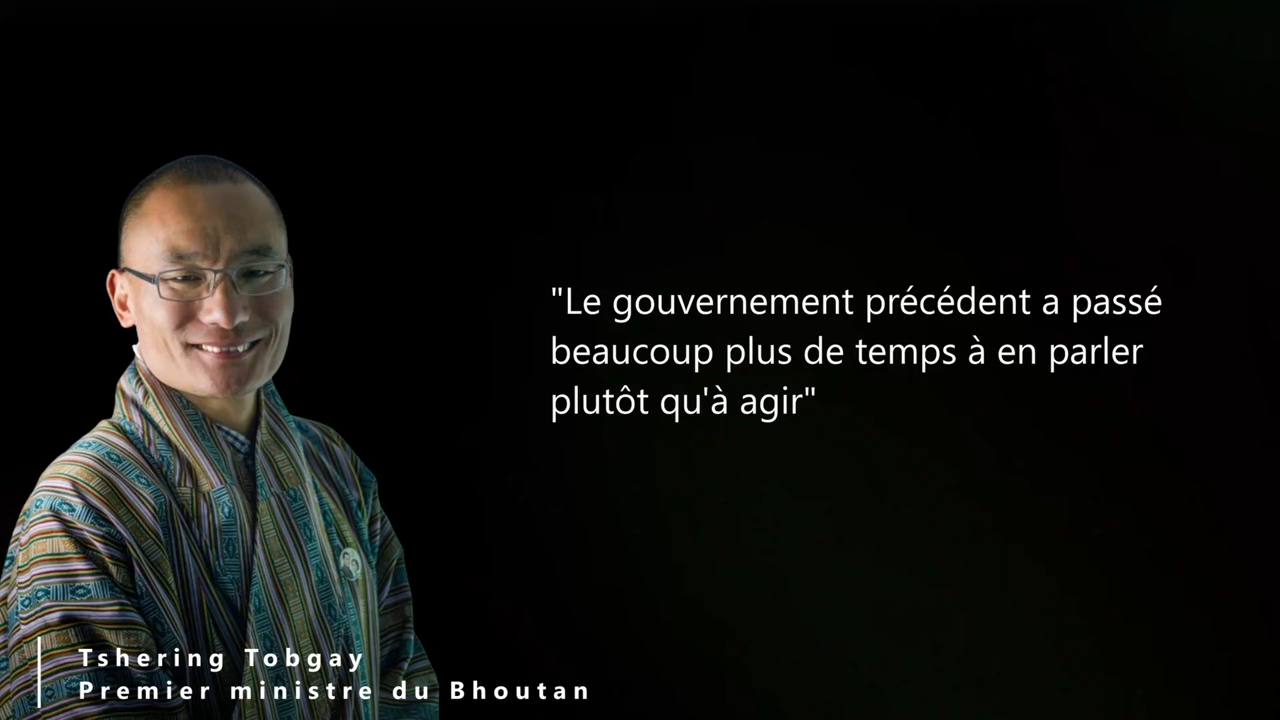 "Le gouvernement précédent a passé
beaucoup plus de temps à en parler
plutôt qu'à agir"
Tshering Tobgay
Premier ministre du Bhoutan